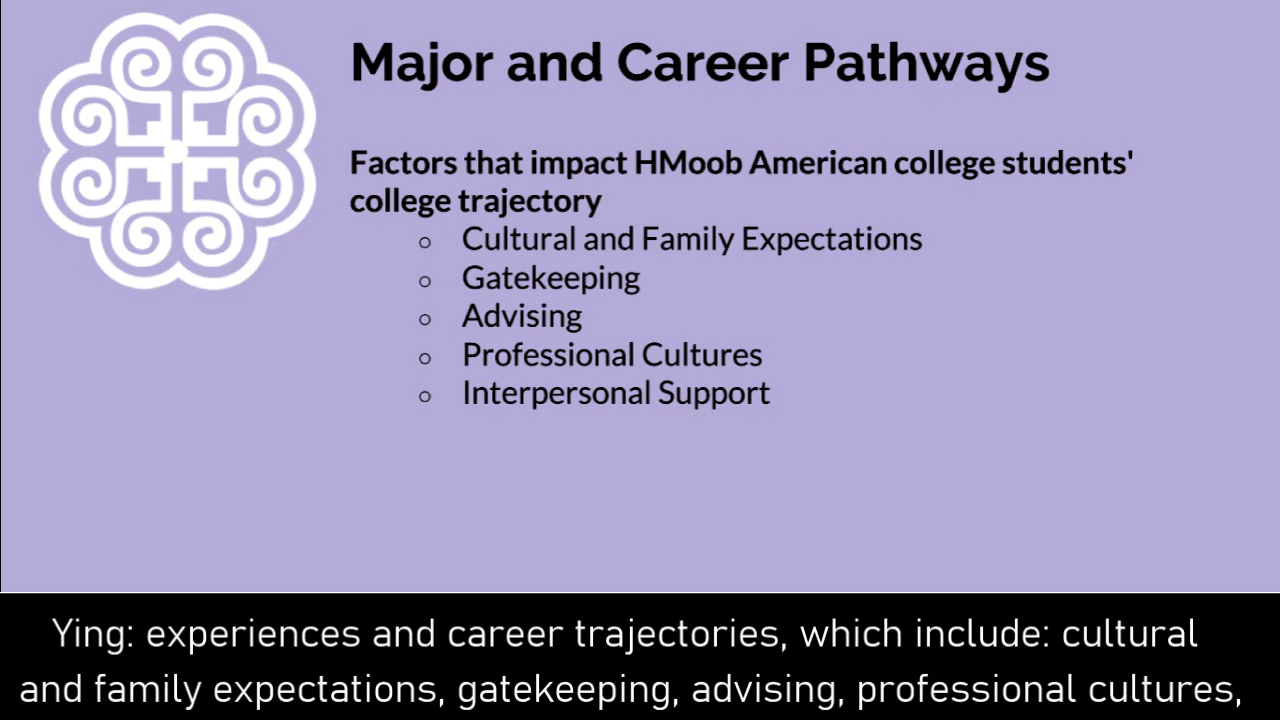 Major and Career Pathways
Factors that impact HMoob American college students'
college trajectory
○ Cultural and Family Expectations
○ Gatekeeping
○ Advising
○ Professional Cultures
○ Interpersonal Support
Ying: experiences and career trajectories, which include: cultural
and family expectations, gatekeeping, advising, professional cultures,